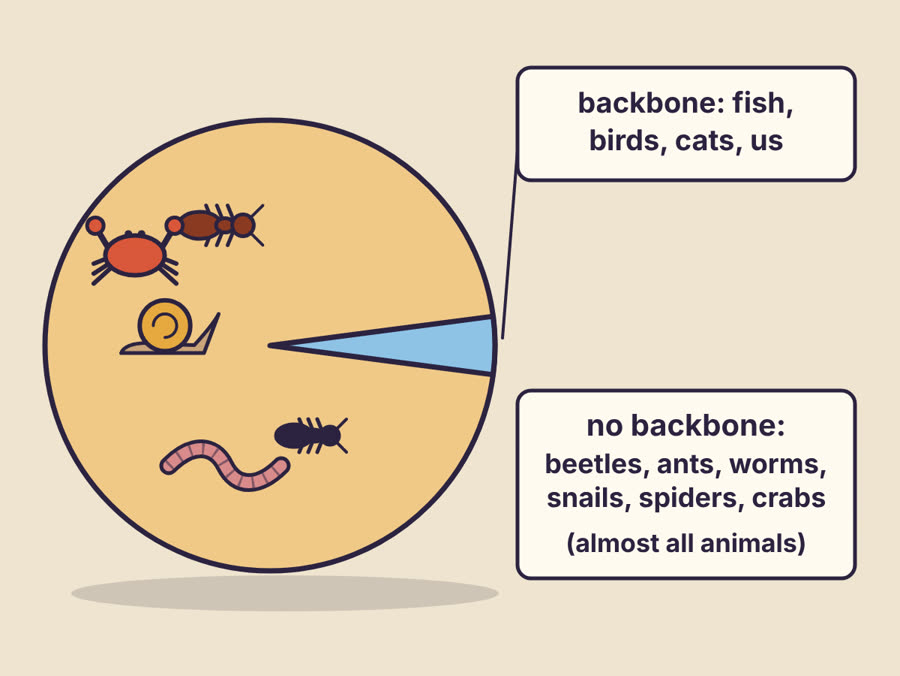 backbone: fish,
birds, cats, us
no backbone:
beetles, ants, worms,
snails, spiders, crabs
(almost all animals)